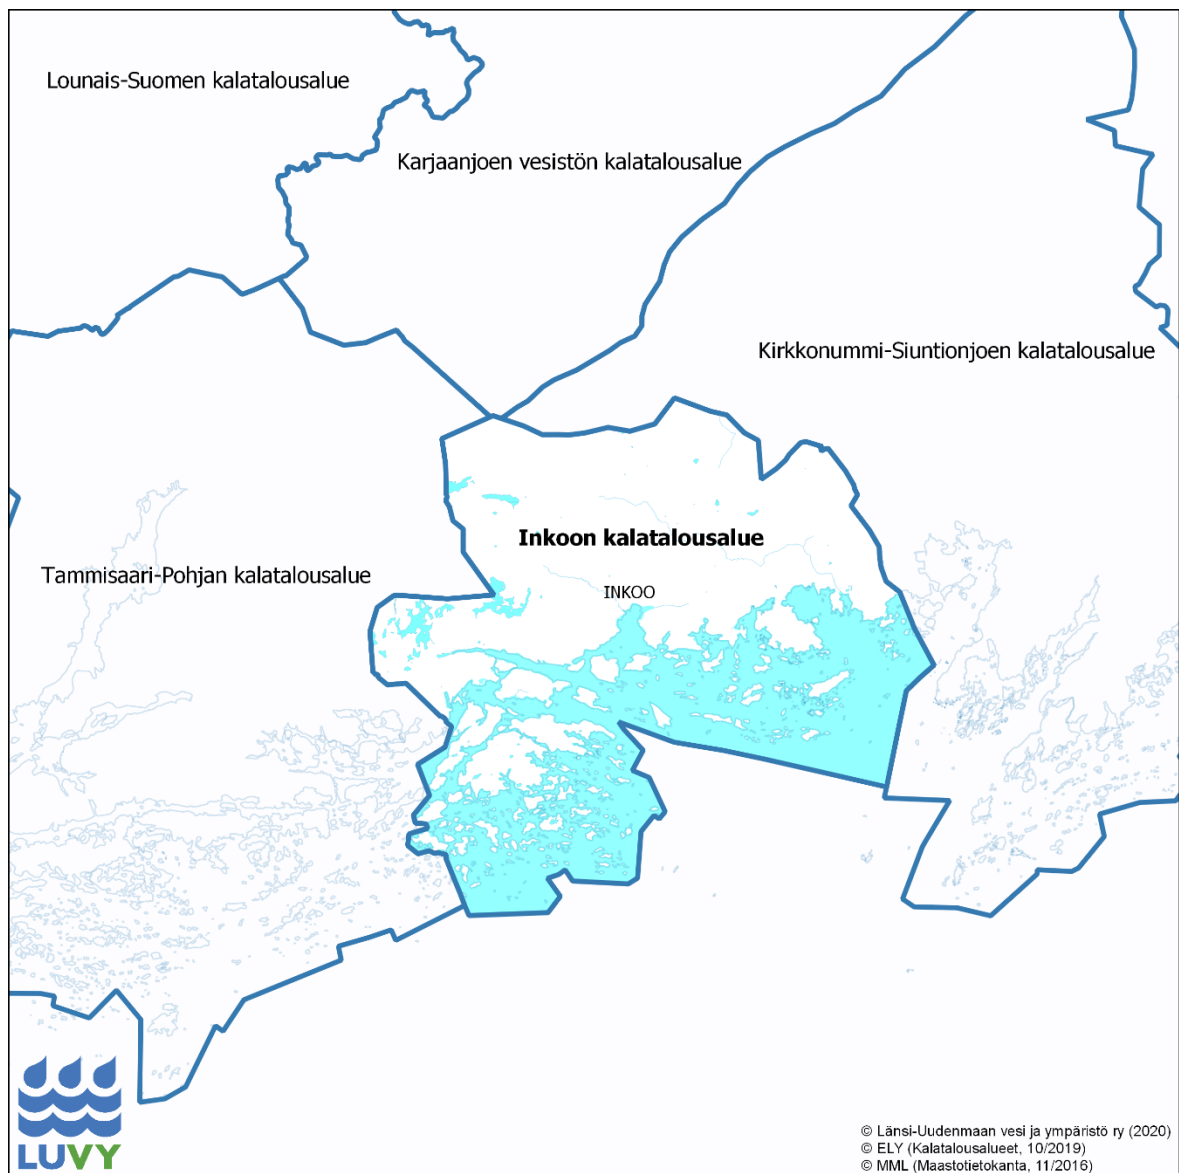 Lounais-Suomen kalatalousalue
Karjaanjoen vesistön kalatalousalue
Kirkkonummi-Siuntionjoen kalatalousalue
Inkoon kalatalousalue
Tammisaari-Pohjan kalatalousalue
INKOO
LUVY
© Länsi-Uudenmaan vesi ja ympäristö ry (2020)
© ELY (Kalatalousalueet, 10/2019)
© MML (Maastotietokanta, 11/2016)